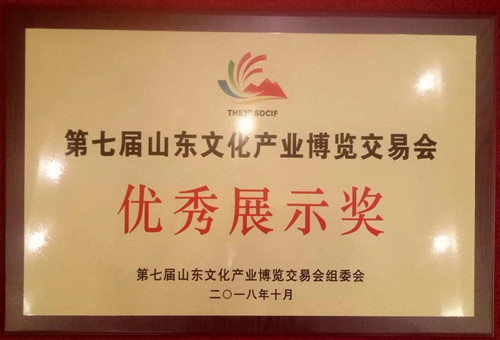 THE7th SDCIF
第七届山东文化产业博览交易会
优秀展示奖
第七届山东文化产业博览交易会组委会
二〇一八年十月